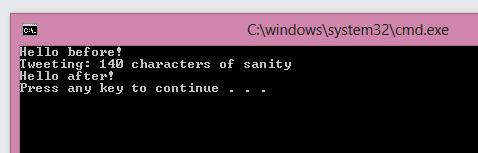 C:\windows\system32\cmd.exe
Hello before!
Tweeting: 140 characters of sanity
Hello after!
Press any key to continue . . .